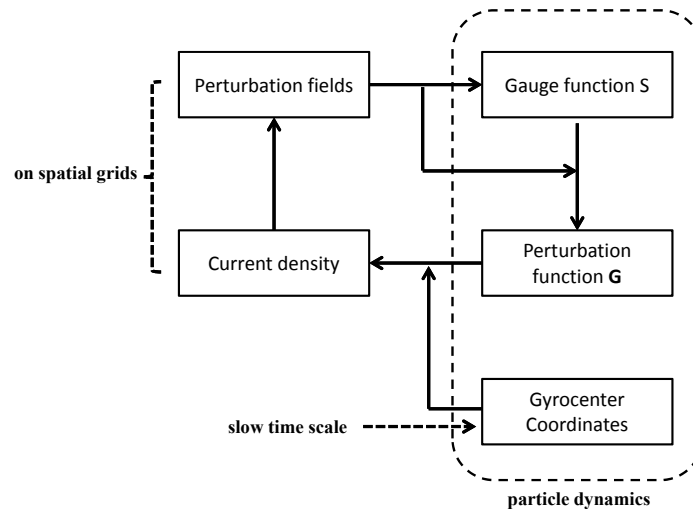 Perturbation fields
Gauge function S
on spatial grids
Current density
Perturbation
function G
Gyrocenter
Coordinates
slow time scale
particle dynamics